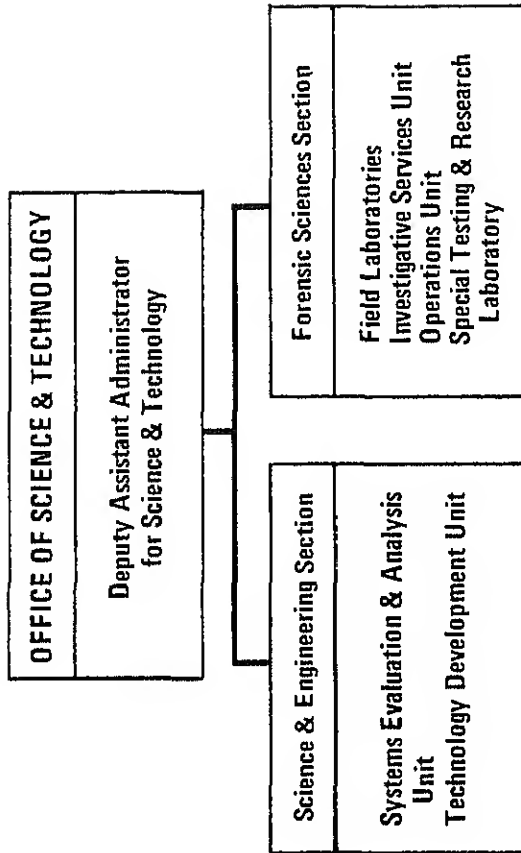 OFFICE OF SCIENCE & TECHNOLOGY
Deputy Assistant Administrator
for Science & Technology
Science & Engineering Section
Systems Evaluation & Analysis
Unit
Technology Development Unit
Forensic Sciences Section
Field Laboratories
Investigative Services Unit
Operations Unit
Special Testing & Research
Laboratory